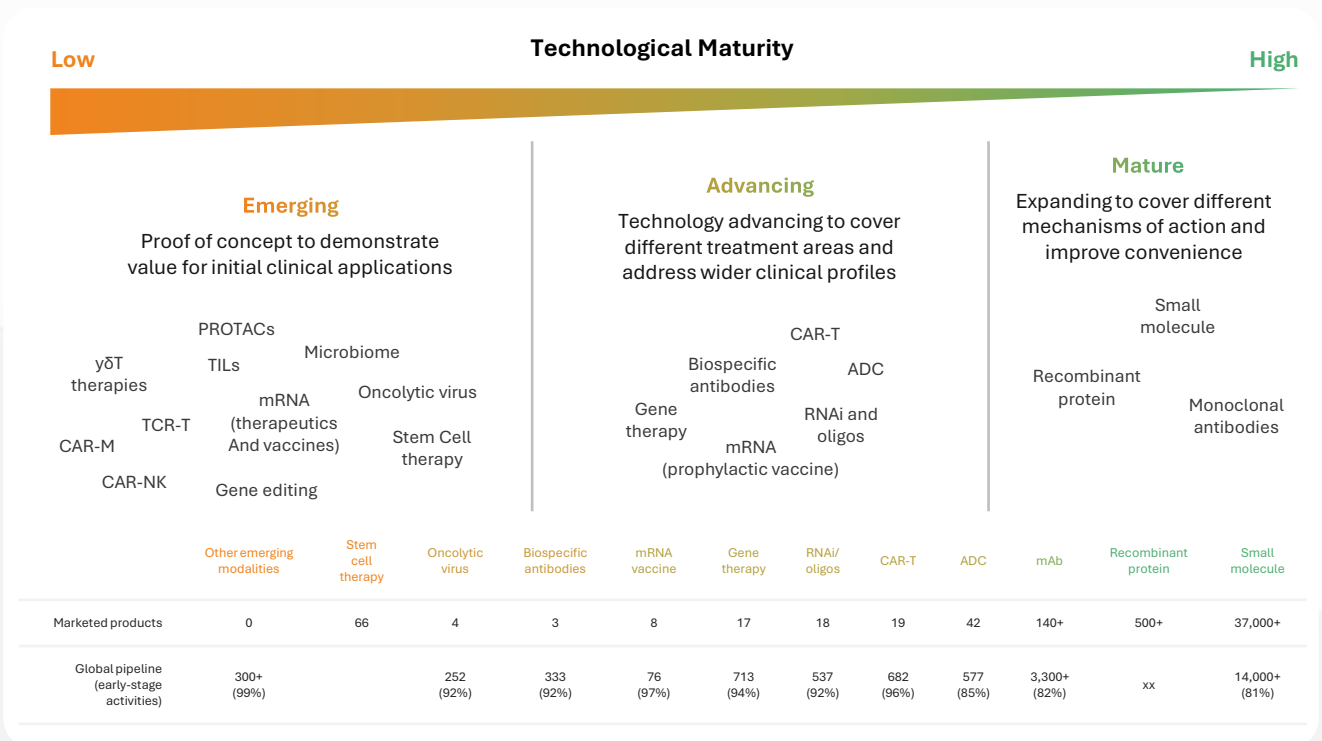 Technological Maturity
Low
High
Emerging
Proof of concept to demonstrate
value for initial clinical applications
Advancing
Technology advancing to cover
different treatment areas and
address wider clinical profiles
Mature
Expanding to cover different
mechanisms of action and
improve convenience
PROTACs
Microbiome
yδT
therapies
TILs
Oncolytic virus
mRNA
(therapeutics
And vaccines)
TCR-T
CAR-M
Stem Cell
therapy
CAR-NK
Gene editing
CAR-T
Biospecific
antibodies
ADC
Gene
therapy
RNAi and
oligos
mRNA
(prophylactic vaccine)
Small
molecule
Recombinant
protein
Monoclonal
antibodies
Other emerging
modalities
Stem
cell
therapy
Oncolytic
virus
Biospecific
antibodies
mRNA
vaccine
Gene
therapy
RNAi/
oligos
CAR-T
ADC
mAb
Recombinant
protein
Small
molecule
Marketed products
0
66
4
3
8
17
18
19
42
140+
500+
37,000+
Global pipeline
(early-stage
activities)
300+
(99%)
252
(92%)
333
(92%)
76
(97%)
713
(94%)
537
(92%)
682
(96%)
577
(85%)
3,300+
(82%)
xx
14,000+
(81%)